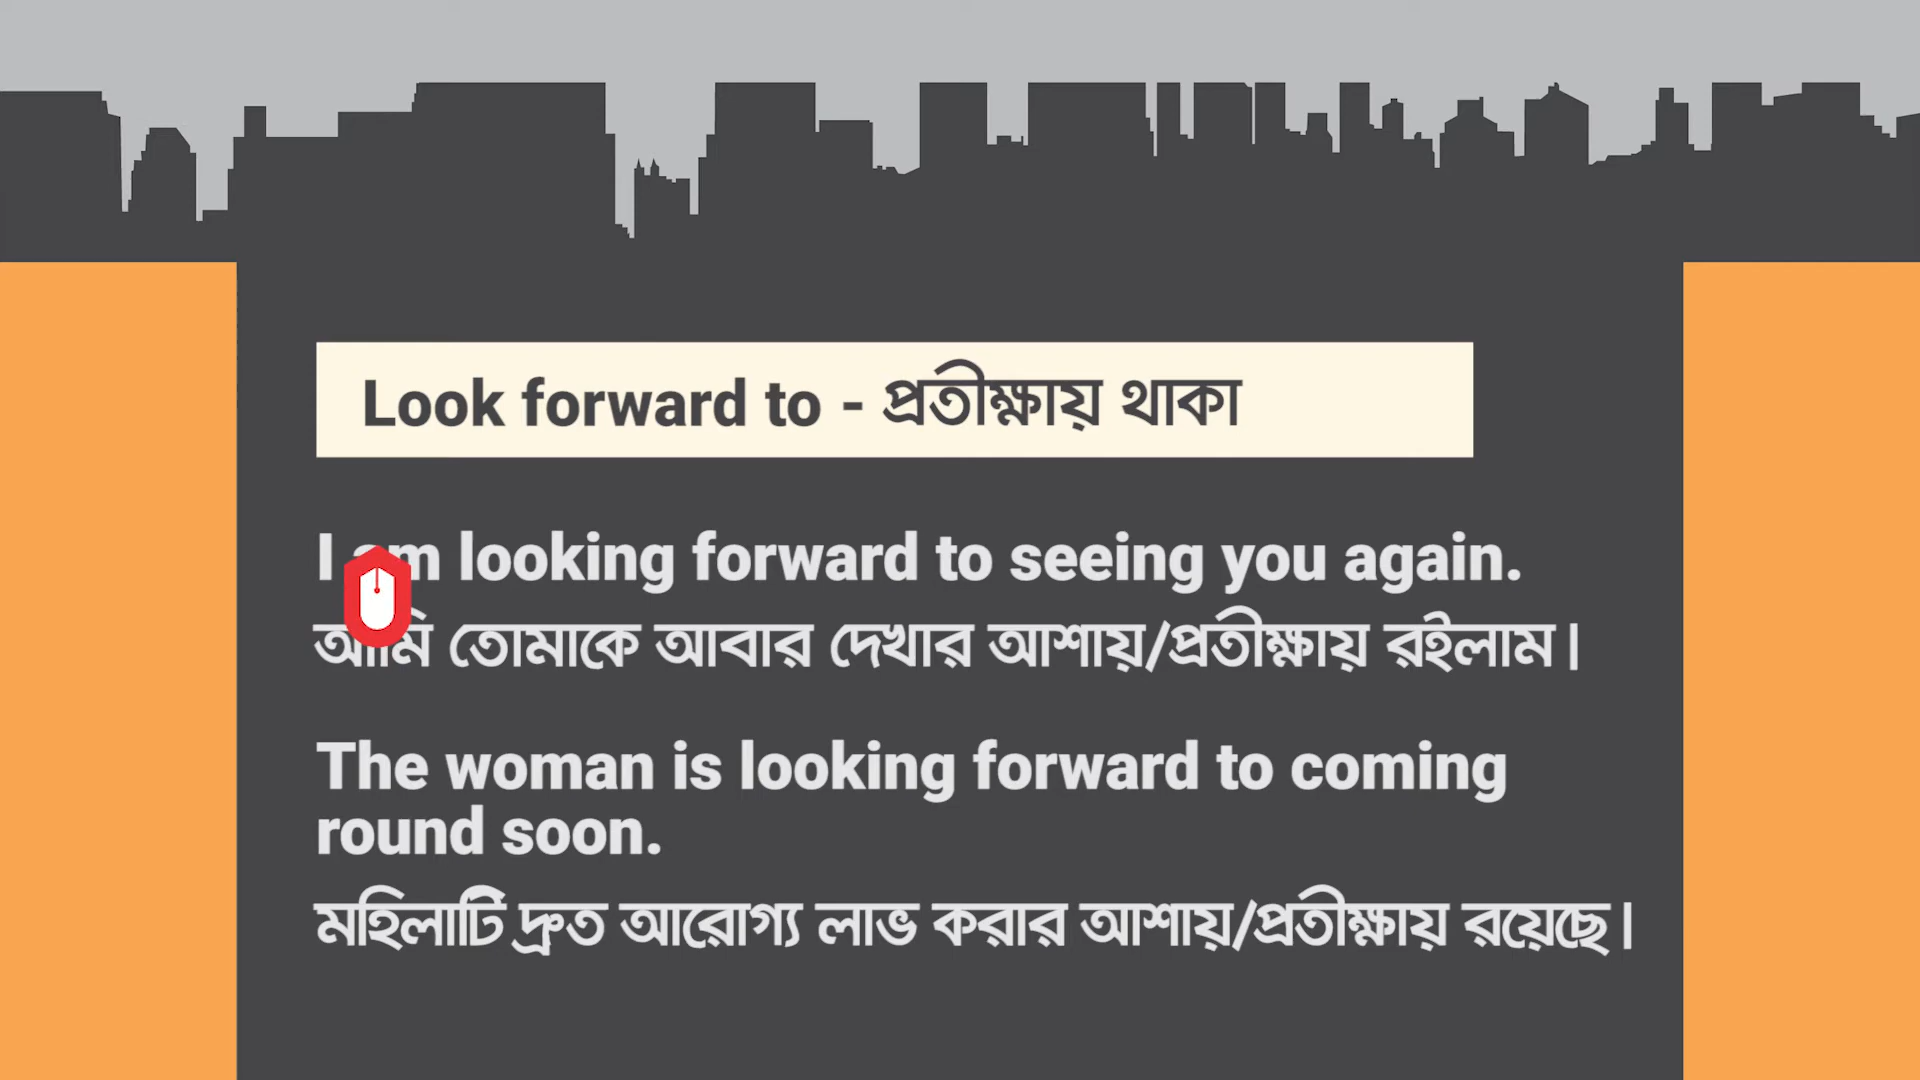 Look forward to - প্রতীক্ষায় থাকা
I am looking forward to seeing you again.
আমি তোমাকে আবার দেখার আশায়/প্রতীক্ষায় রইলাম।
The woman is looking forward to coming
round soon.
মহিলাটি দ্রুত আরোগ্য লাভ করার আশায়/প্রতীক্ষায় রয়েছে।